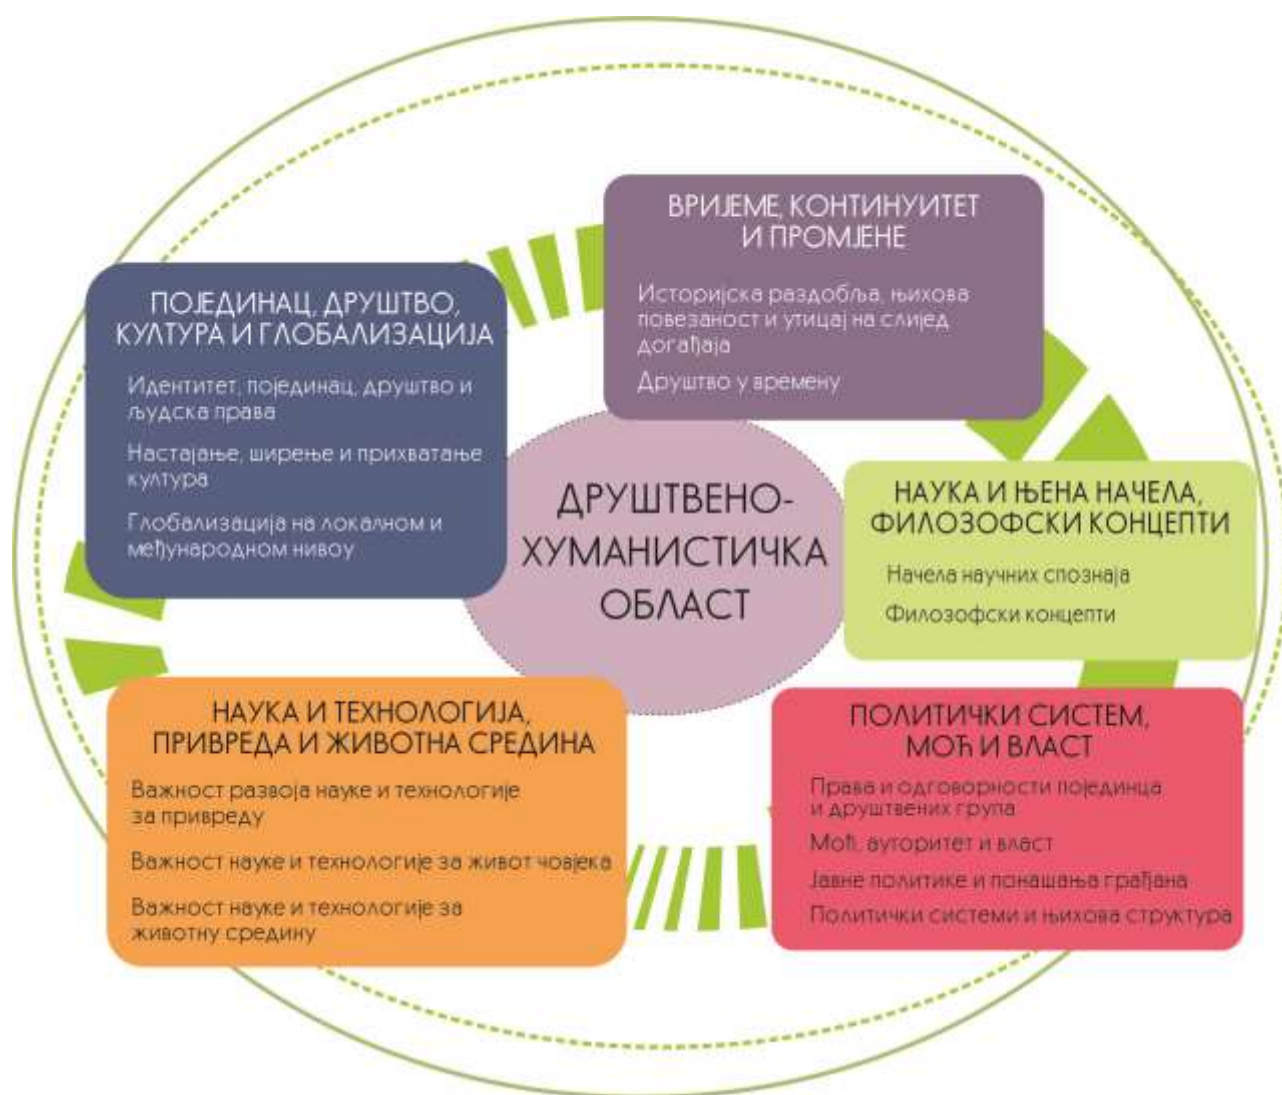 ВРИЈЕМЕ, КОНТИНУИТЕТ
И ПРОМЈЕНЕ
Историјска раздобља, њихова
повезаност и утицај на слијед
догађаја
Друштво у времену
ПОЈЕДИНАЦ, ДРУШТВО,
КУЛТУРА И ГЛОБАЛИЗАЦИЈА
Идентитет, појединац, друштво и
људска права
Настајање, ширење и прихватање
култура
Глобализација на локалном и
међународном нивоу
ДРУШТВЕНО-
ХУМАНИСТИЧКА
ОБЛАСТ
НАУКА И ЊЕНА НАЧЕЛА,
ФИЛОЗОФСКИ КОНЦЕПТИ
Начела научних спознаја
Филозофски концепти
НАУКА И ТЕХНОЛОГИЈА,
ПРИВРЕДА И ЖИВОТНА СРЕДИНА
Важност развоја науке и технологије
за привреду
Важност науке и технологије за живот човјека
Важност науке и технологије за
животну средину
ПОЛИТИЧКИ СИСТЕМ,
МОЋ И ВЛАСТ
Права и одговорности појединца
и друштвених група
Моћ, ауторитет и власт
Јавне политике и понашања грађана
Политички системи и њихова структура